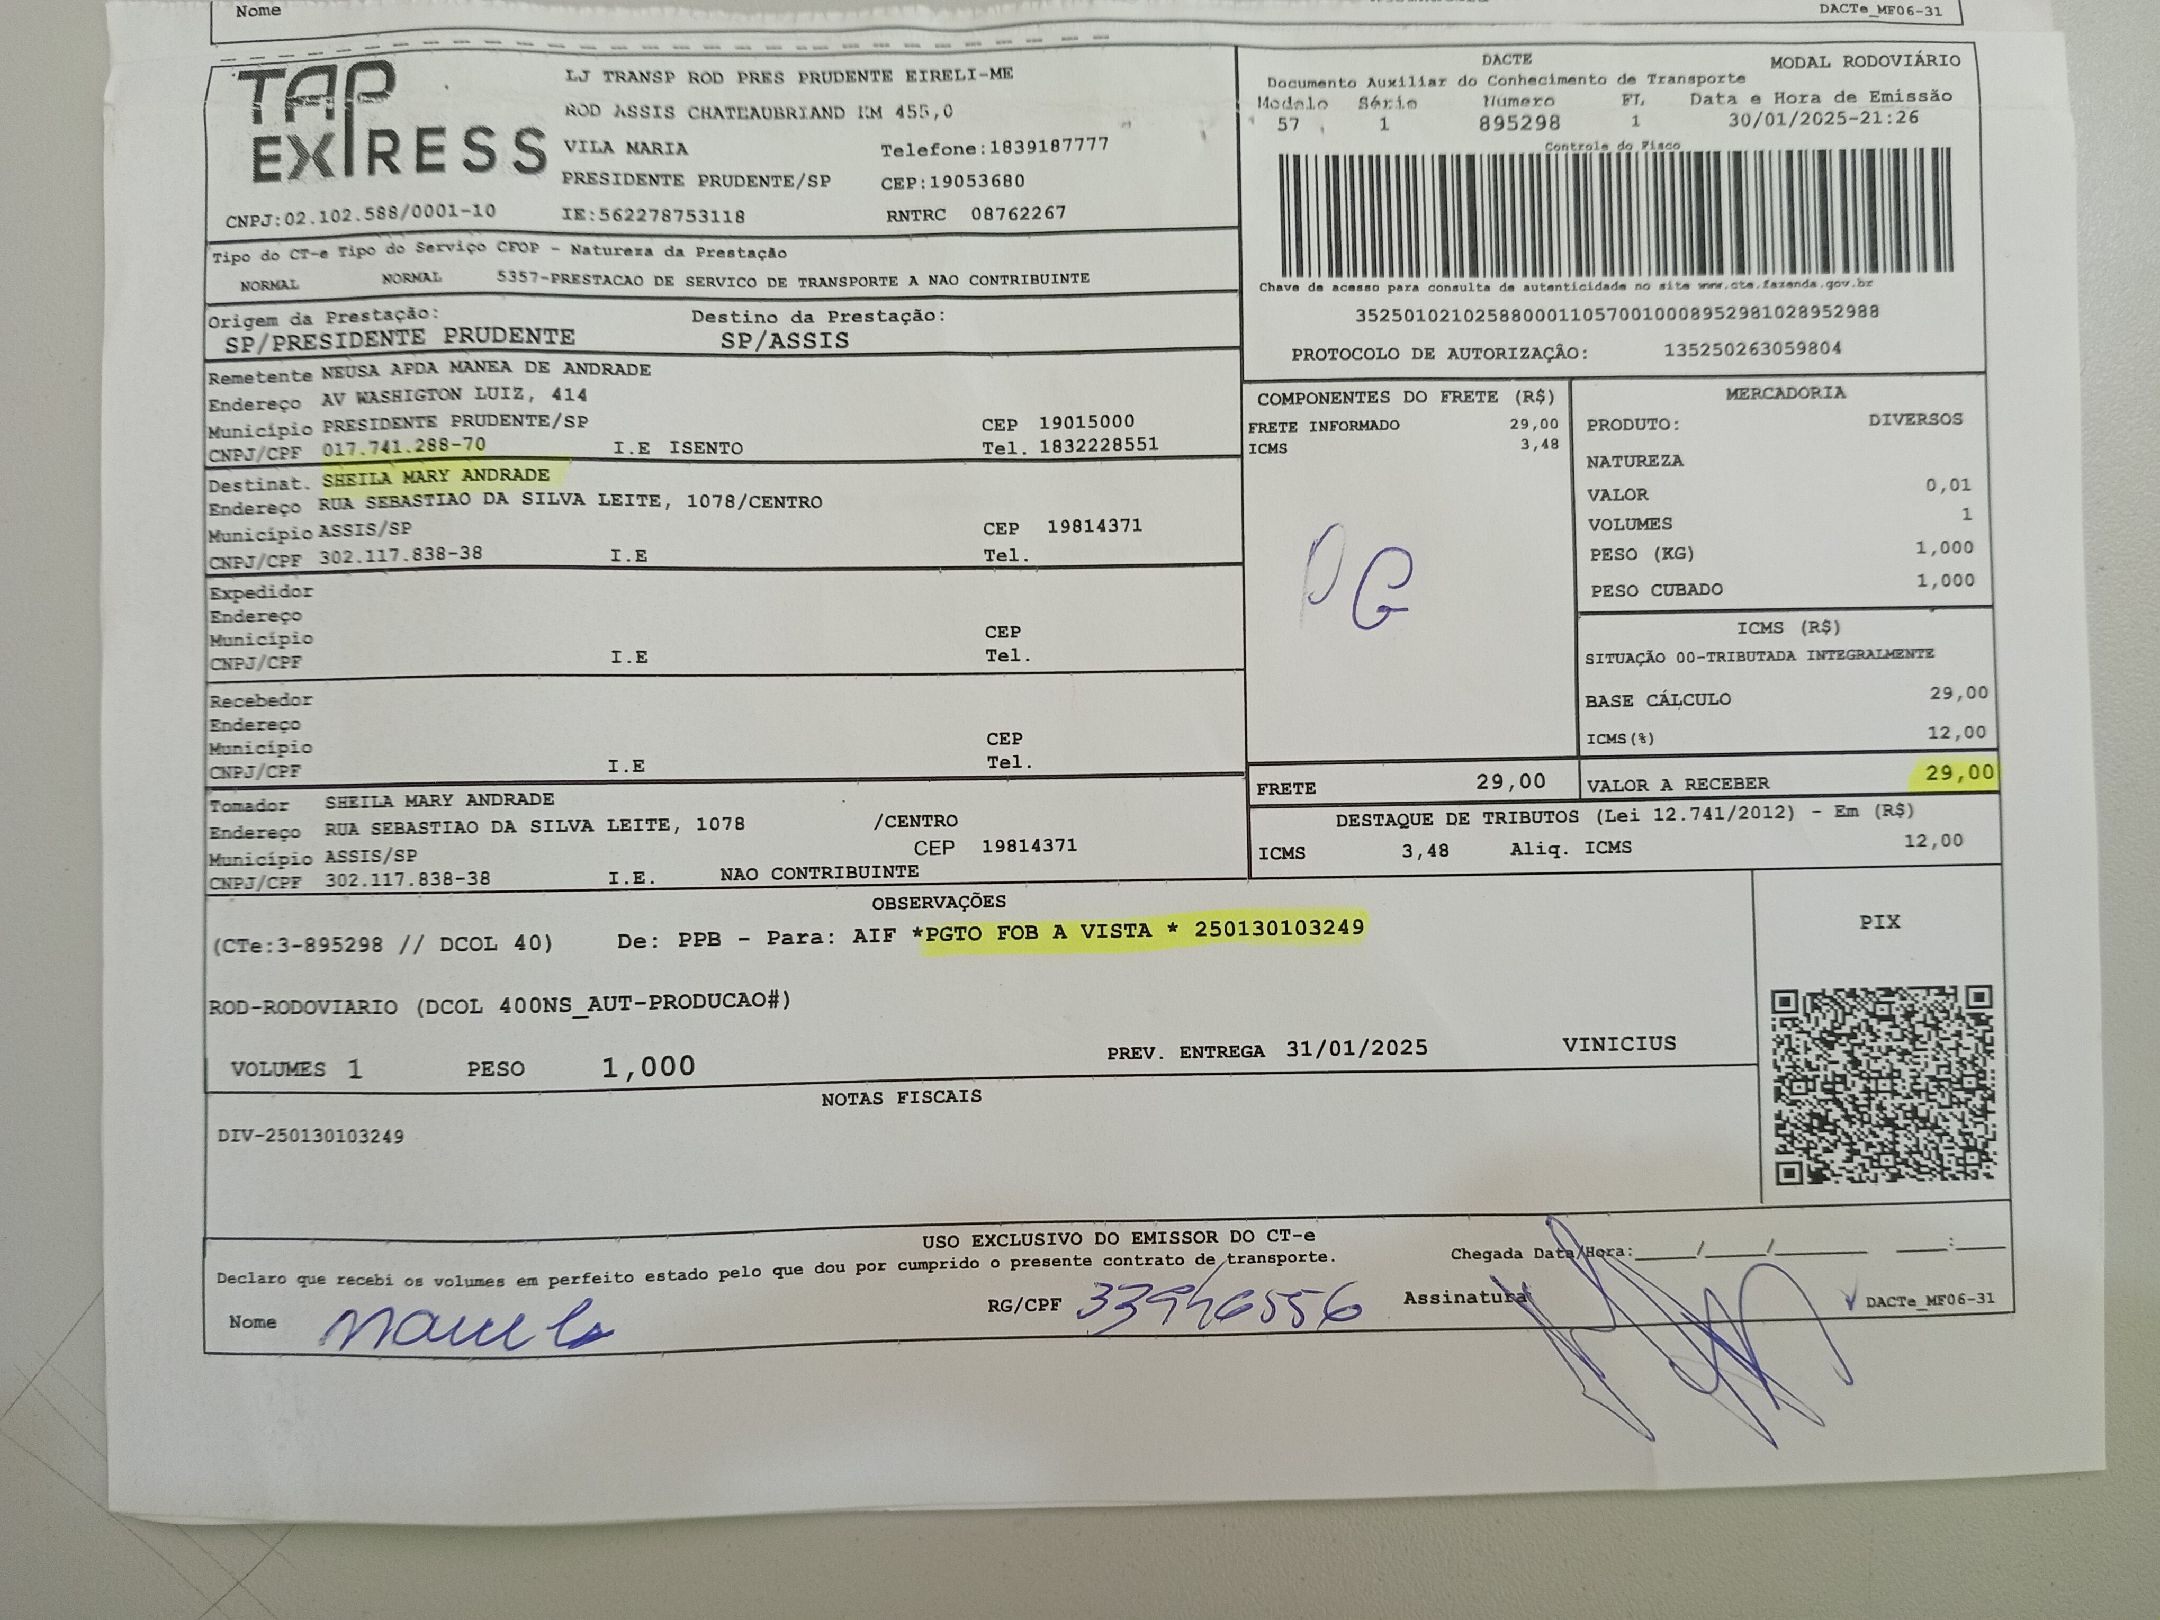 Nome
DACTe_MF06-31
TAP EXPRESS
LJ TRANSP ROD PRES PRUDENTE EIRELI-ME
ROD ASSIS CHATEAUBRIAND KM 455,0
VILA MARIA Telefone:1839187777
PRESIDENTE PRUDENTE/SP CEP:19053680
CNPJ:02.102.588/0001-10 IE:562278753118 RNTRC 08762267
DACTE MODAL RODOVIÁRIO
Documento Auxiliar do Conhecimento de Transporte
Modelo Série Número FL Data e Hora de Emissão
57 1 895298 1 30/01/2025-21:26
Controle do Fisco
Chave de acesso para consulta de autenticidade no site www.cte.fazenda.gov.br
35250102102588000110570010008952981028952988
PROTOCOLO DE AUTORIZAÇÂO: 135250263059804
Tipo do CT-e Tipo do Serviço CFOP - Natureza da Prestação
NORMAL NORMAL 5357-PRESTACAO DE SERVICO DE TRANSPORTE A NAO CONTRIBUINTE
Origem da Prestação: Destino da Prestação:
SP/PRESIDENTE PRUDENTE SP/ASSIS
Remetente NEUSA APDA MANEA DE ANDRADE
Endereço AV WASHIGTON LUIZ, 414
Município PRESIDENTE PRUDENTE/SP CEP 19015000
CNPJ/CPF 017.741.288-70 I.E ISENTO Tel. 1832228551
Destinat. SHEILA MARY ANDRADE
Endereço RUA SEBASTIAO DA SILVA LEITE, 1078/CENTRO
Município ASSIS/SP CEP 19814371
CNPJ/CPF 302.117.838-38 I.E Tel.
Expedidor
Endereço
Município CEP
CNPJ/CPF I.E Tel.
Recebedor
Endereço
Município CEP
CNPJ/CPF I.E Tel.
Tomador SHEILA MARY ANDRADE
Endereço RUA SEBASTIAO DA SILVA LEITE, 1078 /CENTRO
Município ASSIS/SP CEP 19814371
CNPJ/CPF 302.117.838-38 I.E. NAO CONTRIBUINTE
COMPONENTES DO FRETE (R$)
FRETE INFORMADO 29,00
ICMS 3,48
PG
FRETE 29,00
MERCADORIA
PRODUTO: DIVERSOS
NATUREZA
VALOR 0,01
VOLUMES 1
PESO (KG) 1,000
PESO CUBADO 1,000
ICMS (R$)
SITUAÇÃO 00-TRIBUTADA INTEGRALMENTE
BASE CÁLCULO 29,00
ICMS(%) 12,00
VALOR A RECEBER 29,00
DESTAQUE DE TRIBUTOS (Lei 12.741/2012) - Em (R$)
ICMS 3,48 Aliq. ICMS 12,00
OBSERVAÇÕES
(CTe:3-895298 // DCOL 40) De: PPB - Para: AIF *PGTO FOB A VISTA * 250130103249
ROD-RODOVIARIO (DCOL 400NS_AUT-PRODUCAO#)
VOLUMES 1 PESO 1,000 PREV. ENTREGA 31/01/2025 VINICIUS
PIX
NOTAS FISCAIS
DIV-250130103249
USO EXCLUSIVO DO EMISSOR DO CT-e
Declaro que recebi os volumes em perfeito estado pelo que dou por cumprido o presente contrato de transporte.
Chegada Data/Hora:____/____/______ ___:___
Nome RG/CPF 33946556 Assinatura
DACTe_MF06-31